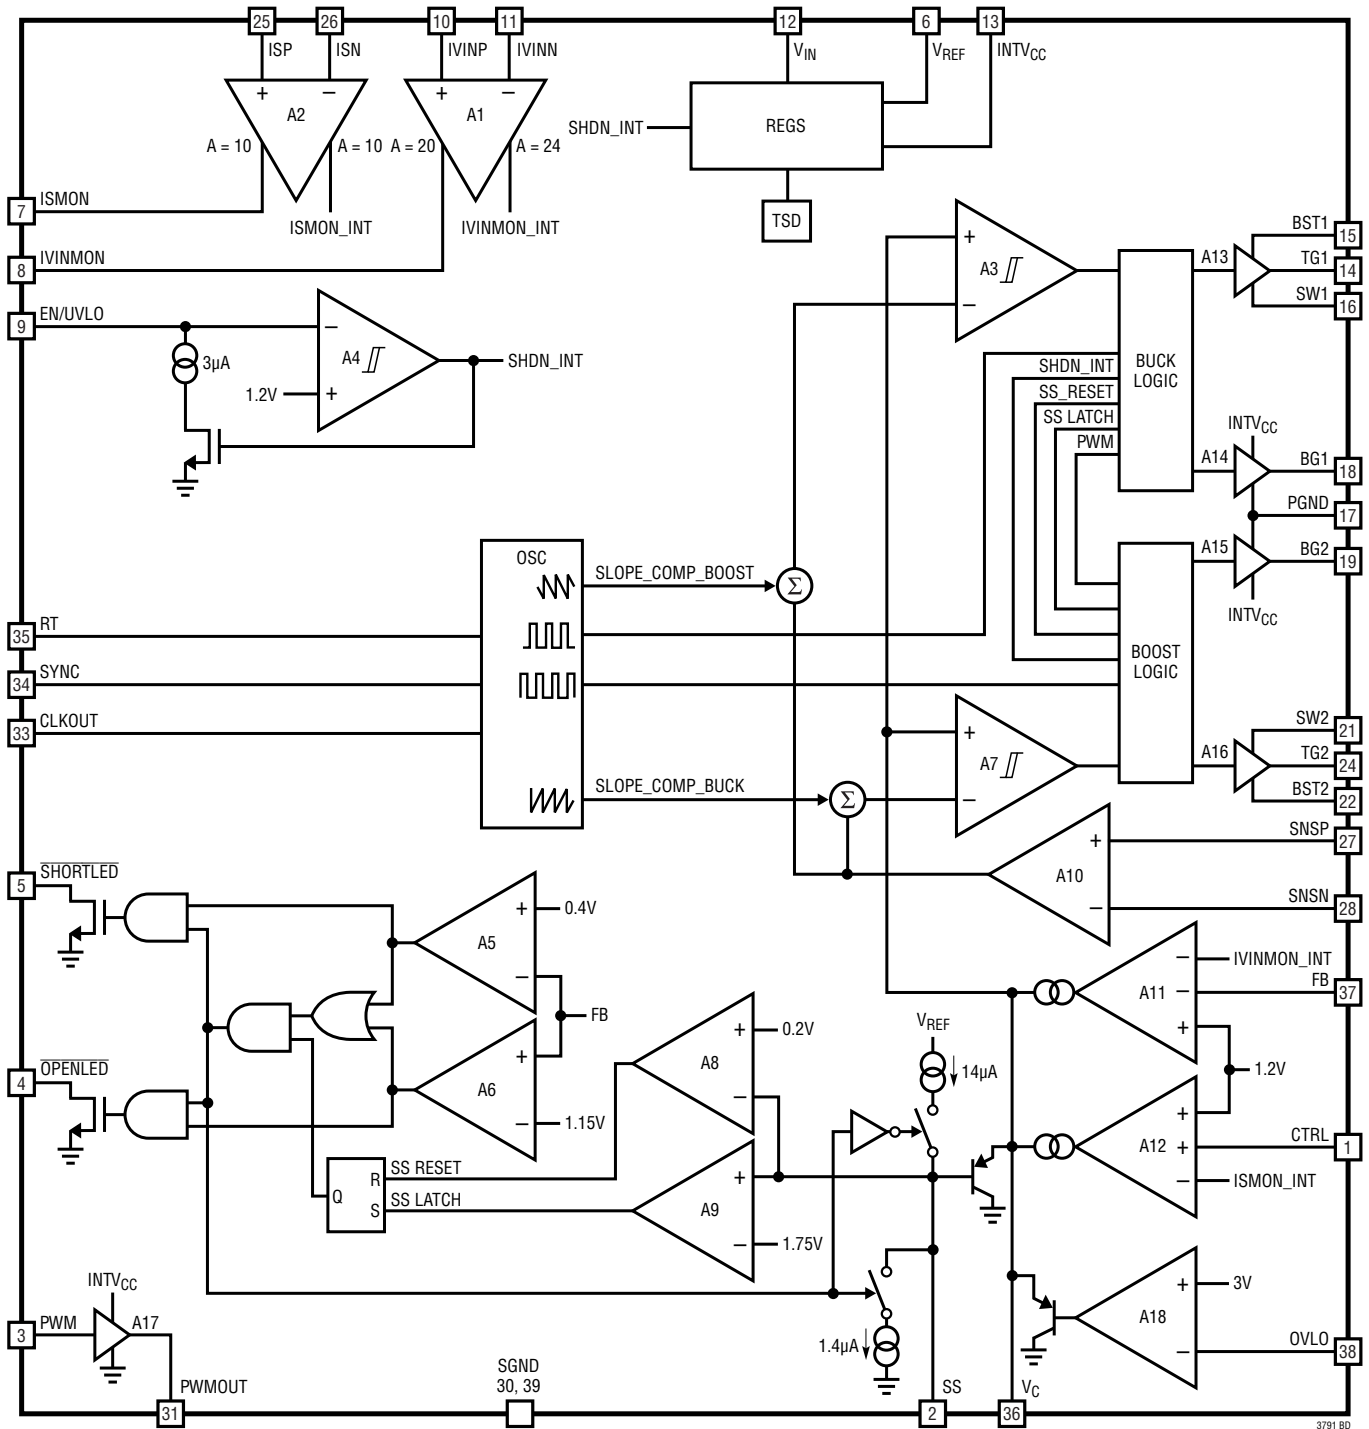 25 26 10 11 12 6 13
ISP ISN IVINP IVINN VIN VREF INTVCC
+ − + −
A2 A1 REGS
SHDN_INT
A = 10 A = 10 A = 20 A = 24
7 ISMON
ISMON_INT IVINMON_INT TSD
8 IVINMON
+ A3 −
A13 BST1 15
TG1 14
SW1 16
9 EN/UVLO
− A4 +
3µA
1.2V
SHDN_INT
BUCK
LOGIC
SHDN_INT
SS_RESET
SS LATCH
PWM
INTVCC
A14 BG1 18
PGND 17
A15 BG2 19
INTVCC
OSC
SLOPE_COMP_BOOST Σ
35 RT
34 SYNC
33 CLKOUT
BOOST
LOGIC
+ A7 −
SLOPE_COMP_BUCK Σ
SW2 21
A16 TG2 24
BST2 22
SNSP 27
+ A10 −
SNSN 28
5 SHORTLED
+ 0.4V
A5
−
FB
+
A6
− 1.15V
4 OPENLED
− IVINMON_INT
A11 − FB 37
+
1.2V
+
A12 + CTRL 1
− ISMON_INT
+ 0.2V
A8
−
VREF
14µA
+
A9
− 1.75V
Q R S
SS RESET
SS LATCH
+ 3V
A18
− OVLO 38
1.4µA
INTVCC
3 PWM A17
PWMOUT
31
SGND
30, 39
SS
2
VC
36
3791 BD